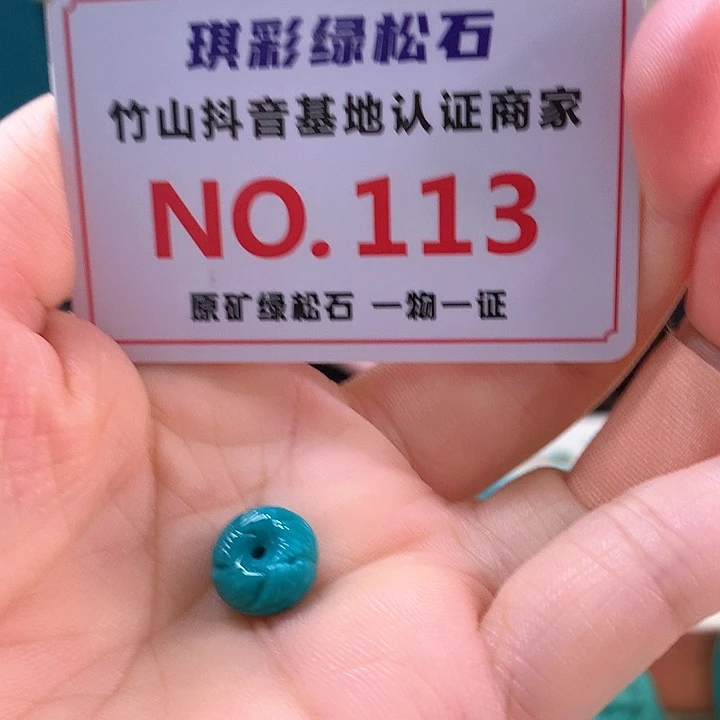 琪彩绿松石
竹山抖音基地认证商家
NO.113
原矿绿松石 一物一证